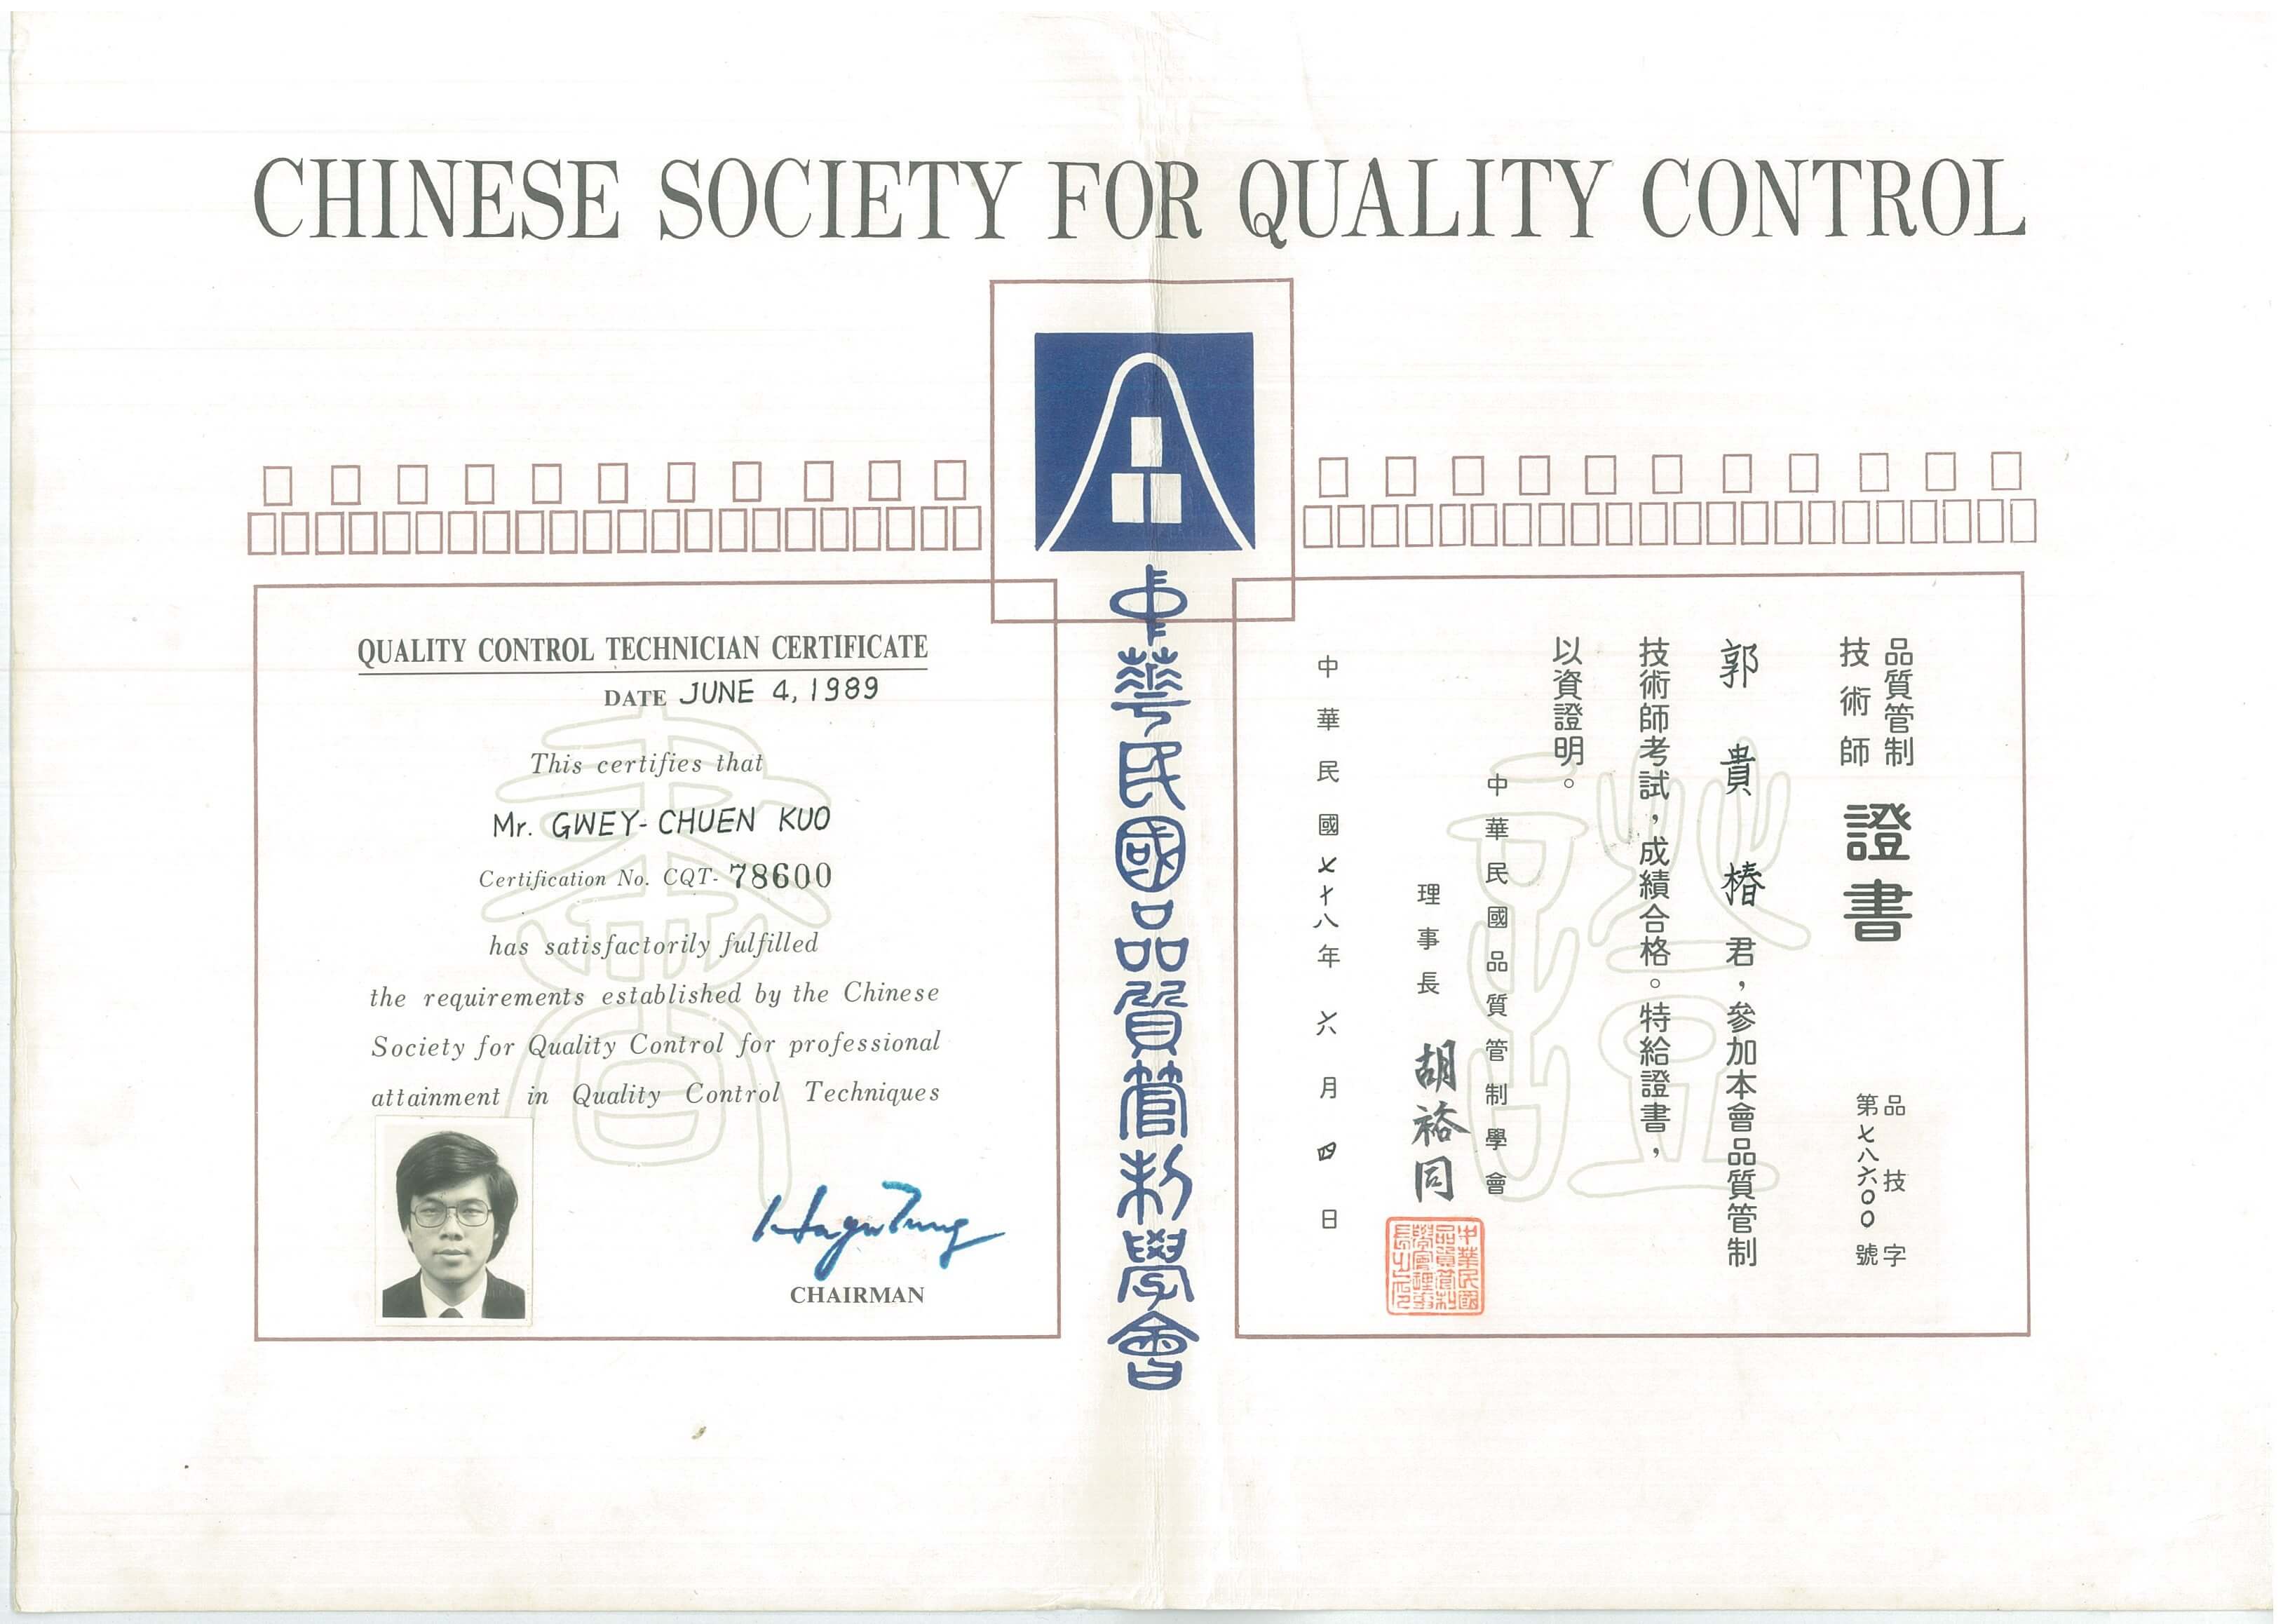 CHINESE SOCIETY FOR QUALITY CONTROL
QUALITY CONTROL TECHNICIAN CERTIFICATE
DATE JUNE 4, 1989
This certifies that
Mr. GWEY-CHUEN KUO
Certification No. CQT- 78600
has satisfactorily fulfilled
the requirements established by the Chinese
Society for Quality Control for professional
attainment in Quality Control Techniques
CHAIRMAN
中華民國品質管制學會
品質管制
技術師
證書
品技字
第七八六〇〇號
郭貴椿君，參加本會品質管制
技術師考試，成績合格。特給證書，
以資證明。
中華民國品質管制學會
理事長 胡裕同
中華民國七十八年六月四日